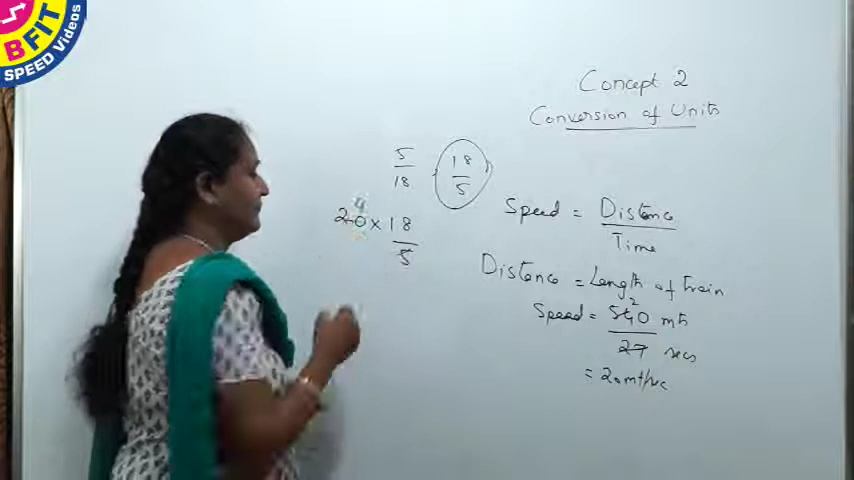 BFIT
SPEED Videos
Concept 2
Conversion of Units
5/18 18/5
4
20 x 18/5
Speed = Distance / Time
Distance = Length of train
2
Speed = 540 mts / 27 secs
= 20 mt/sec